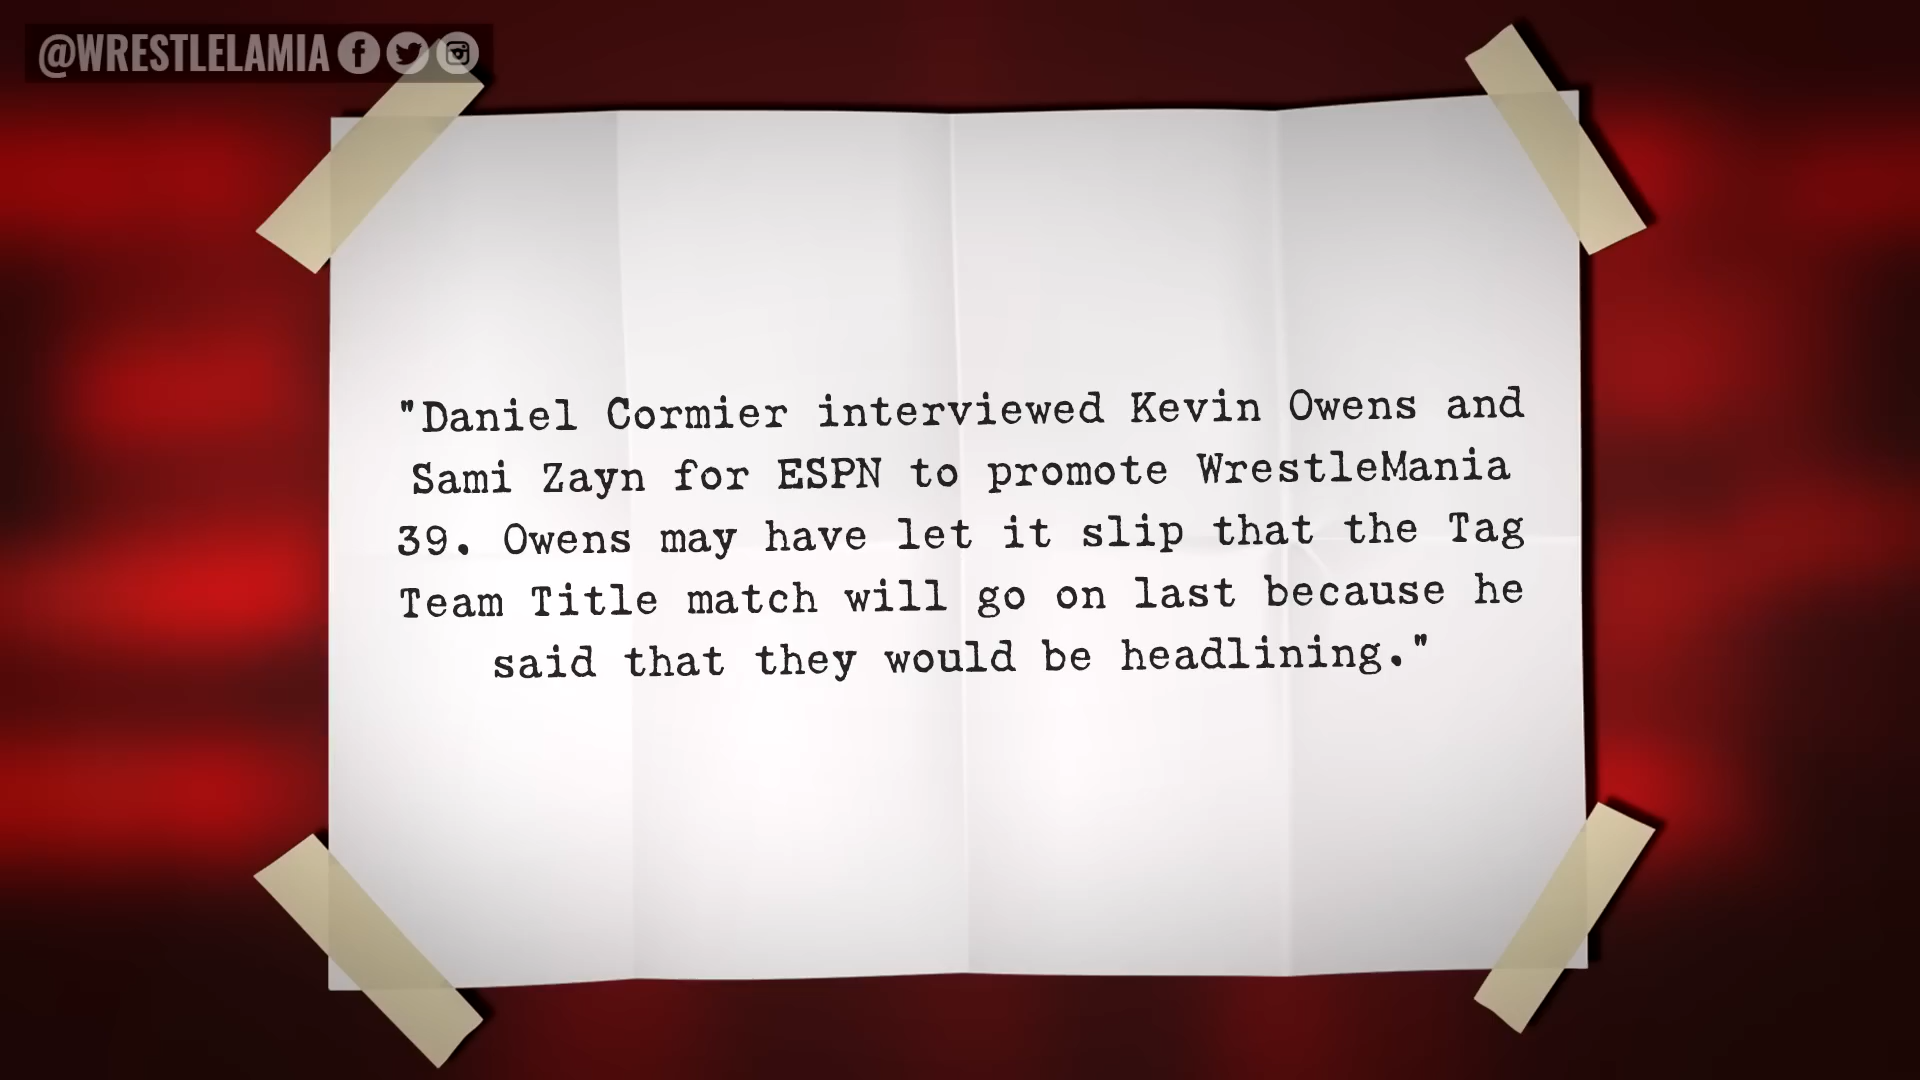 @WRESTLELAMIA
"Daniel Cormier interviewed Kevin Owens and
Sami Zayn for ESPN to promote WrestleMania
39. Owens may have let it slip that the Tag
Team Title match will go on last because he
said that they would be headlining."